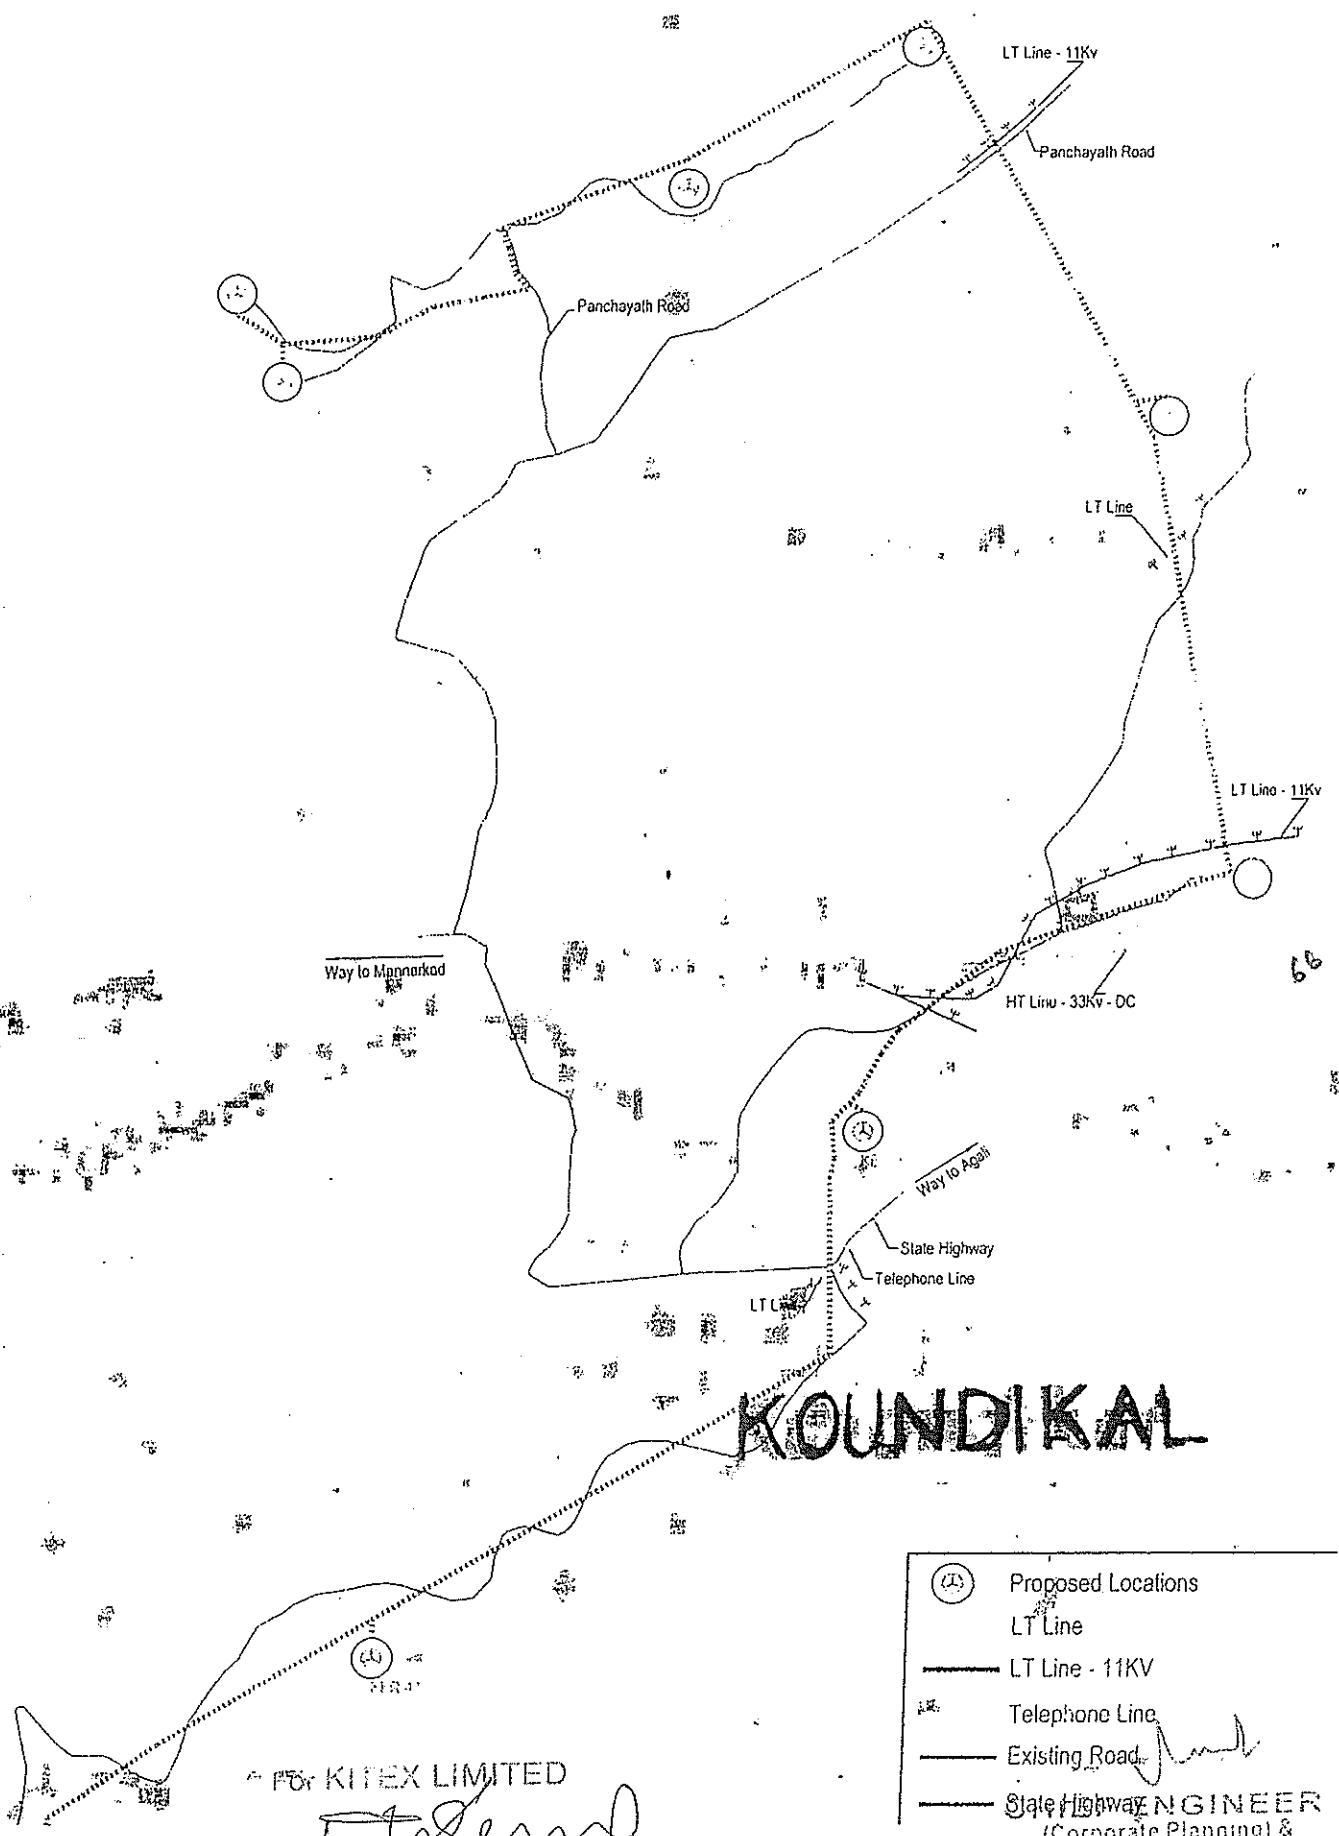 LT Line - 11Kv
Panchayath Road
Panchayath Road
LT Line
LT Line - 11Kv
Way to Mannarkad
HT Line - 33Kv - DC
66
Way to Agali
State Highway
Telephone Line
LT
KOUNDIKAL
Proposed Locations
LT Line
LT Line - 11KV
Telephone Line
Existing Road
State Highway
ENGINEER
(Corporate Planning) &
For KITEX LIMITED